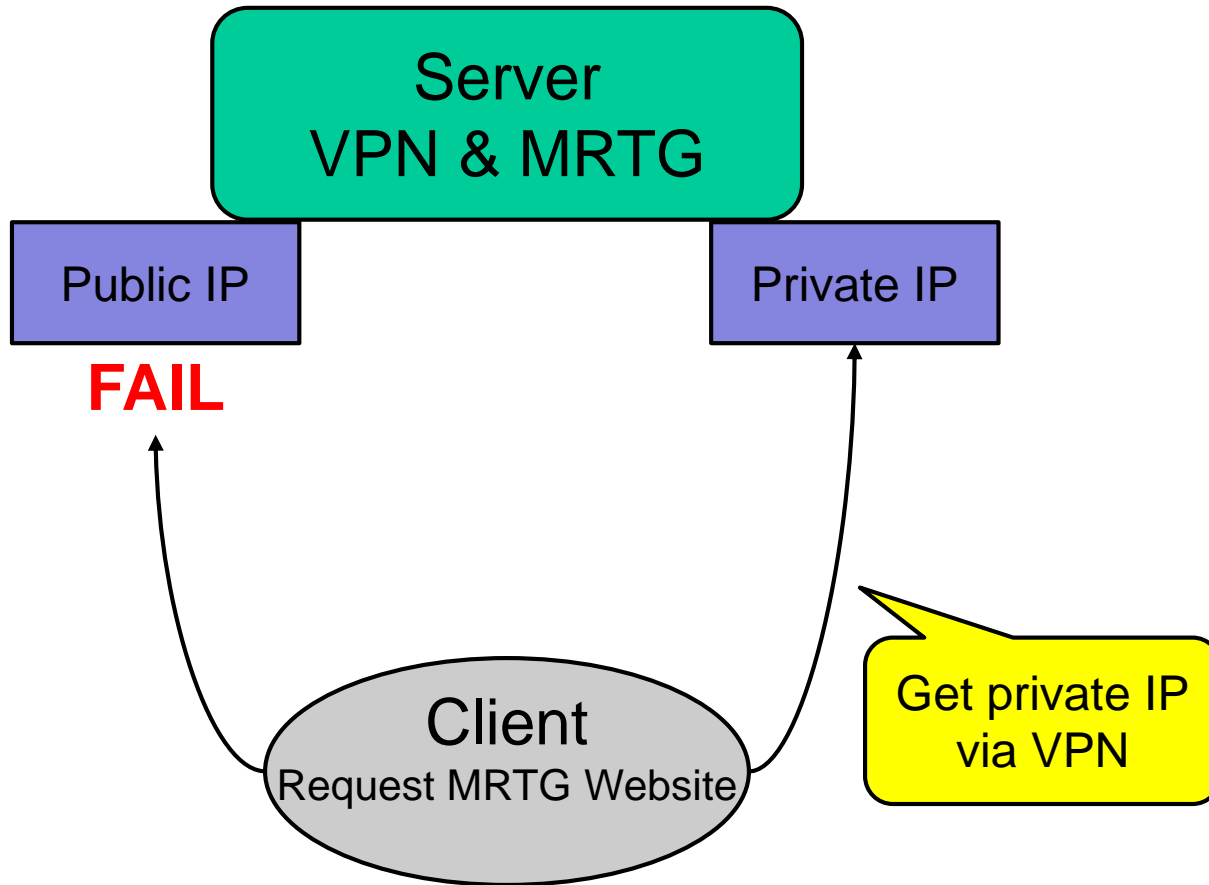 Server
VPN & MRTG
Public IP
Private IP
FAIL
Client
Request MRTG Website
Get private IP
via VPN